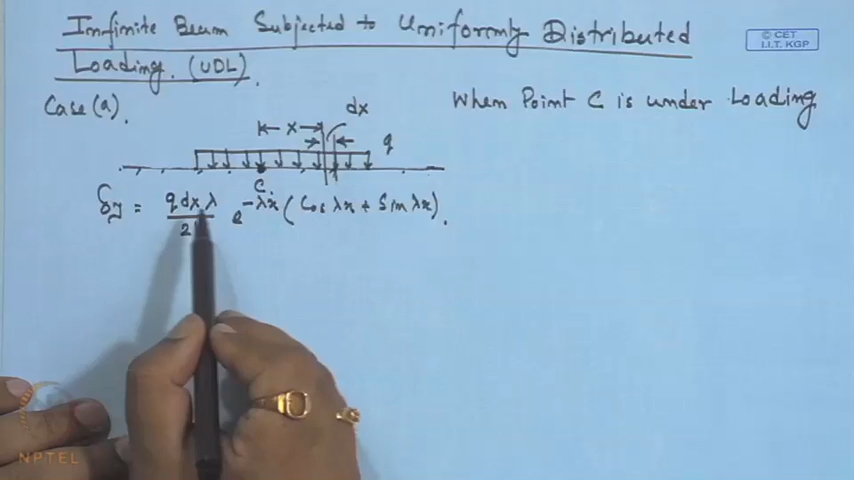 Infinite Beam Subjected to Uniformly Distributed
Loading. (UDL).
© CET
I.I.T. KGP
Case (a).
When Point C is under Loading
dx
x
q
C
δy = q dx λ / 2 e^-λx (Cos λx + Sin λx).
NPTEL